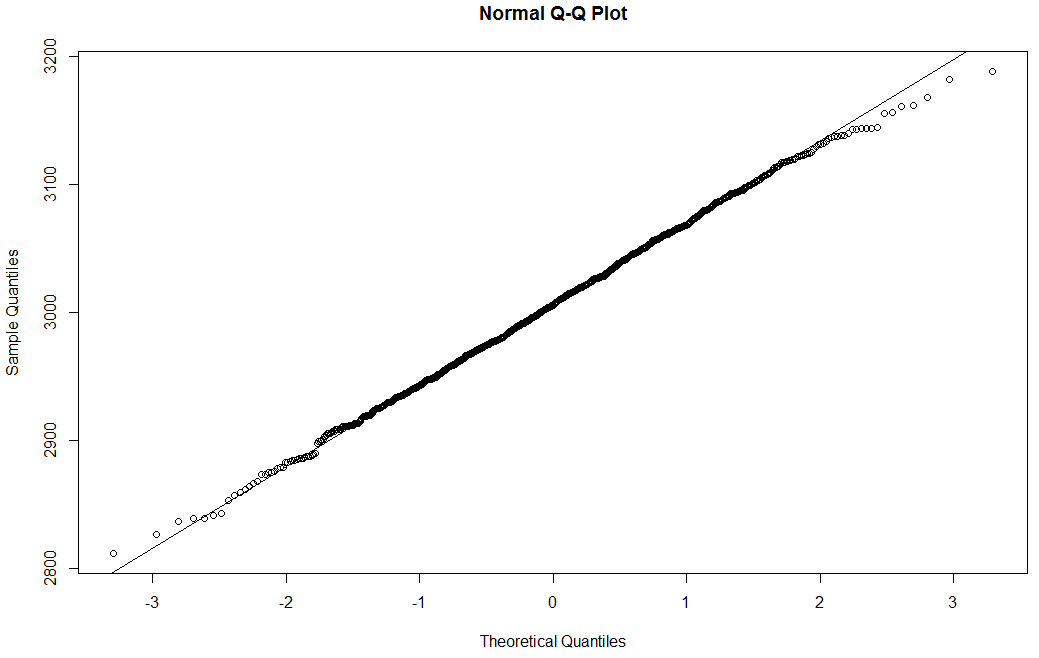 Normal Q-Q Plot
3200
3100
3000
2900
2800
Sample Quantiles
-3 -2 -1 0 1 2 3
Theoretical Quantiles